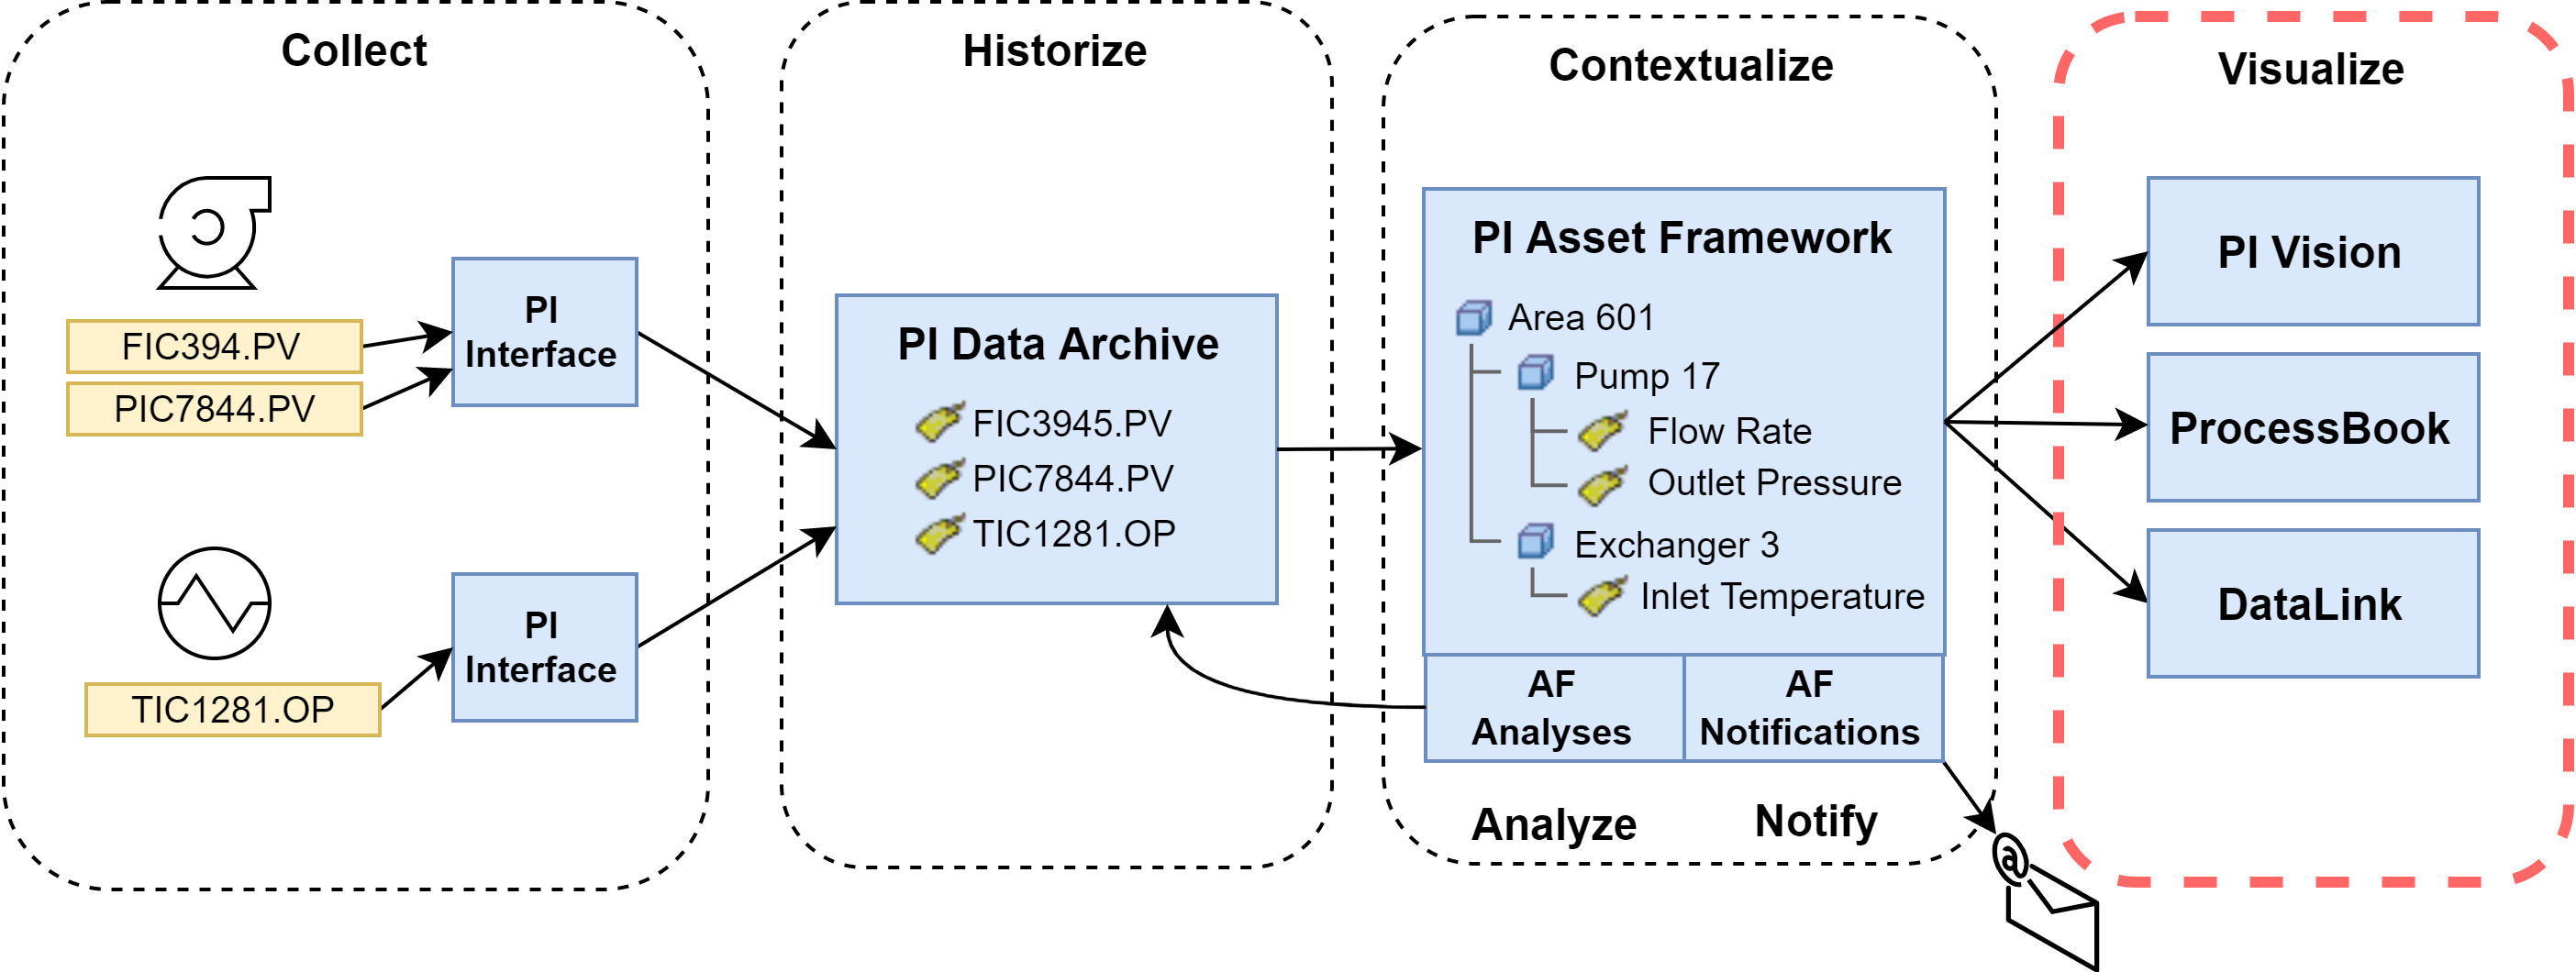 Collect
FIC394.PV
PIC7844.PV
PI
Interface
TIC1281.OP
PI
Interface
Historize
PI Data Archive
FIC3945.PV
PIC7844.PV
TIC1281.OP
Contextualize
PI Asset Framework
Area 601
Pump 17
Flow Rate
Outlet Pressure
Exchanger 3
Inlet Temperature
AF
Analyses
AF
Notifications
Analyze
Notify
@
Visualize
PI Vision
ProcessBook
DataLink